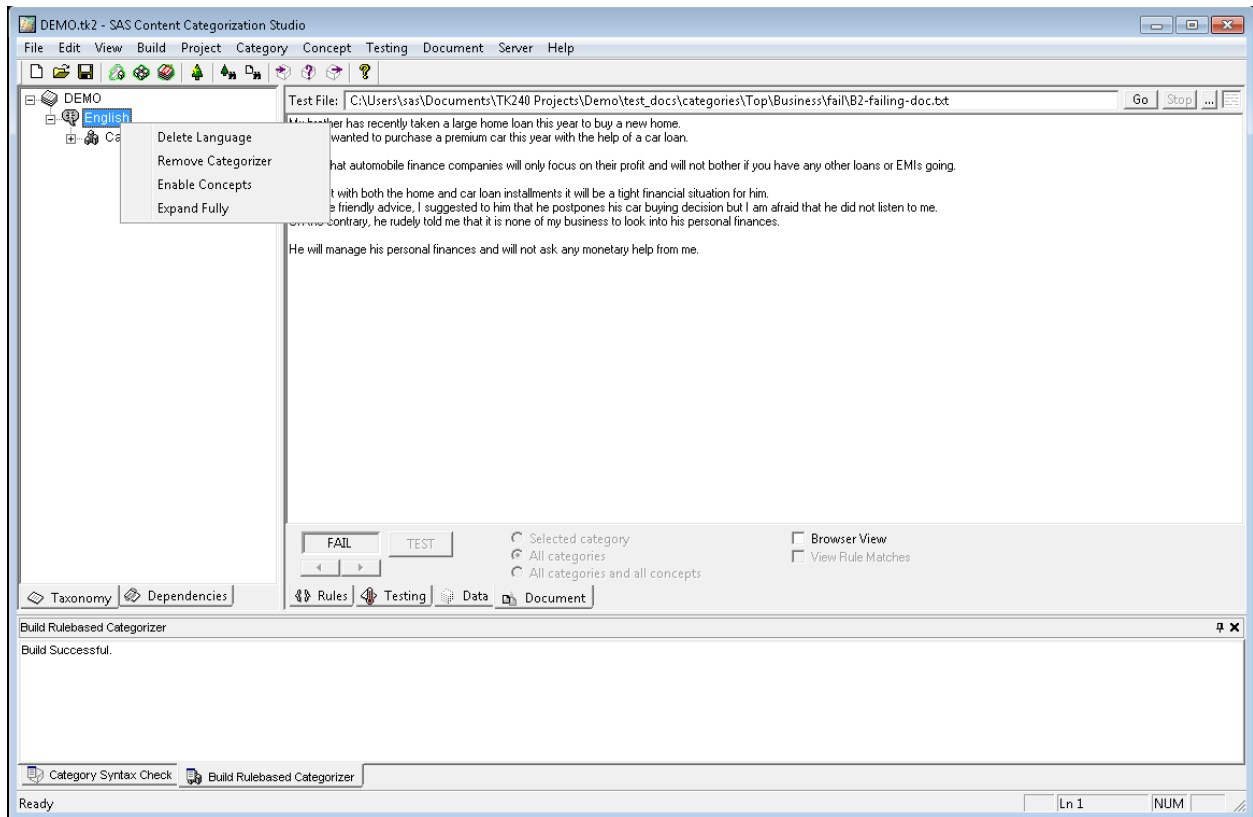 DEMO.tk2 - SAS Content Categorization Studio
File Edit View Build Project Category Concept Testing Document Server Help
DEMO
English
Ca
Delete Language
Remove Categorizer
Enable Concepts
Expand Fully
Test File: C:\Users\sas\Documents\TK240 Projects\Demo\test_docs\categories\Top\Business\fail\B2-failing-doc.txt Go Stop ...
My brother has recently taken a large home loan this year to buy a new home.
wanted to purchase a premium car this year with the help of a car loan.
hat automobile finance companies will only focus on their profit and will not bother if you have any other loans or EMIs going.
t with both the home and car loan installments it will be a tight financial situation for him.
e friendly advice, I suggested to him that he postpones his car buying decision but I am afraid that he did not listen to me.
On the contrary, he rudely told me that it is none of my business to look into his personal finances.
He will manage his personal finances and will not ask any monetary help from me.
FAIL TEST
Selected category
All categories
All categories and all concepts
Browser View
View Rule Matches
Taxonomy Dependencies
Rules Testing Data Document
Build Rulebased Categorizer
Build Successful.
Category Syntax Check Build Rulebased Categorizer
Ready Ln 1 NUM